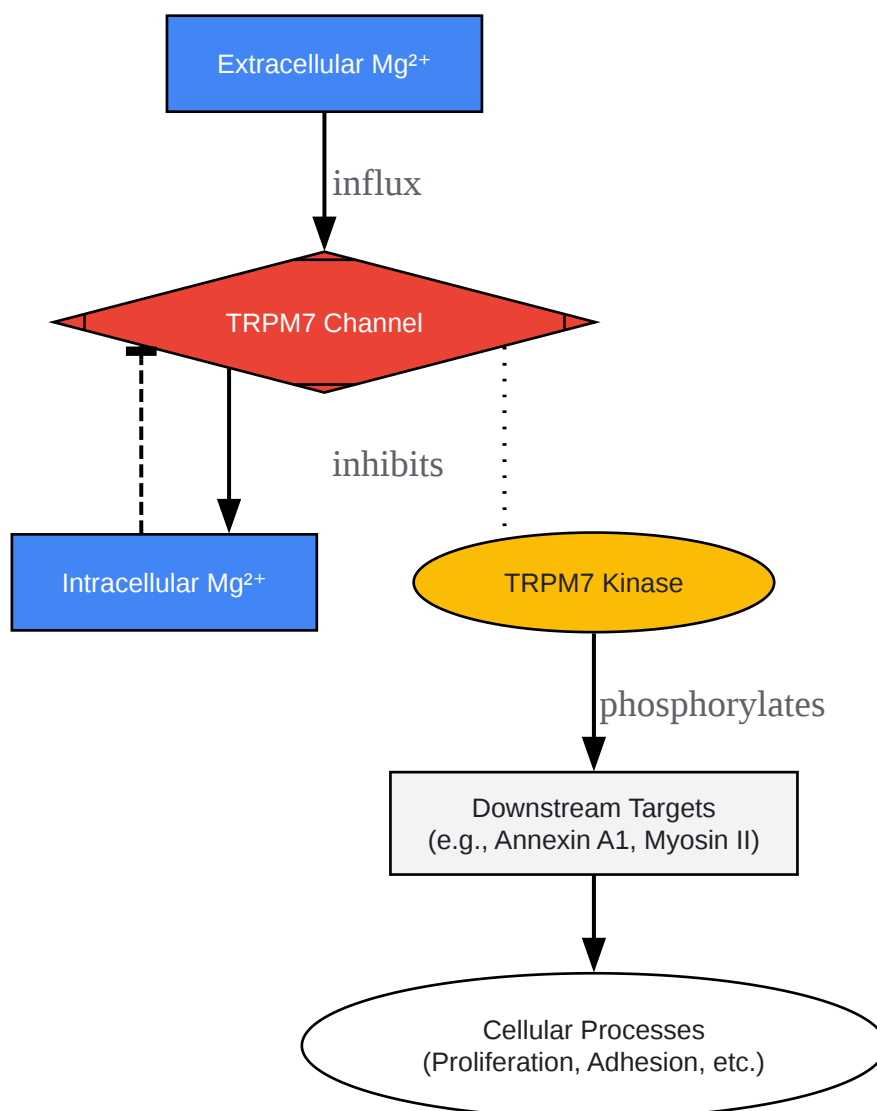 Extracellular Mg²⁺
influx
TRPM7 Channel
inhibits
Intracellular Mg²⁺
TRPM7 Kinase
phosphorylates
Downstream Targets
(e.g., Annexin A1, Myosin II)
Cellular Processes
(Proliferation, Adhesion, etc.)